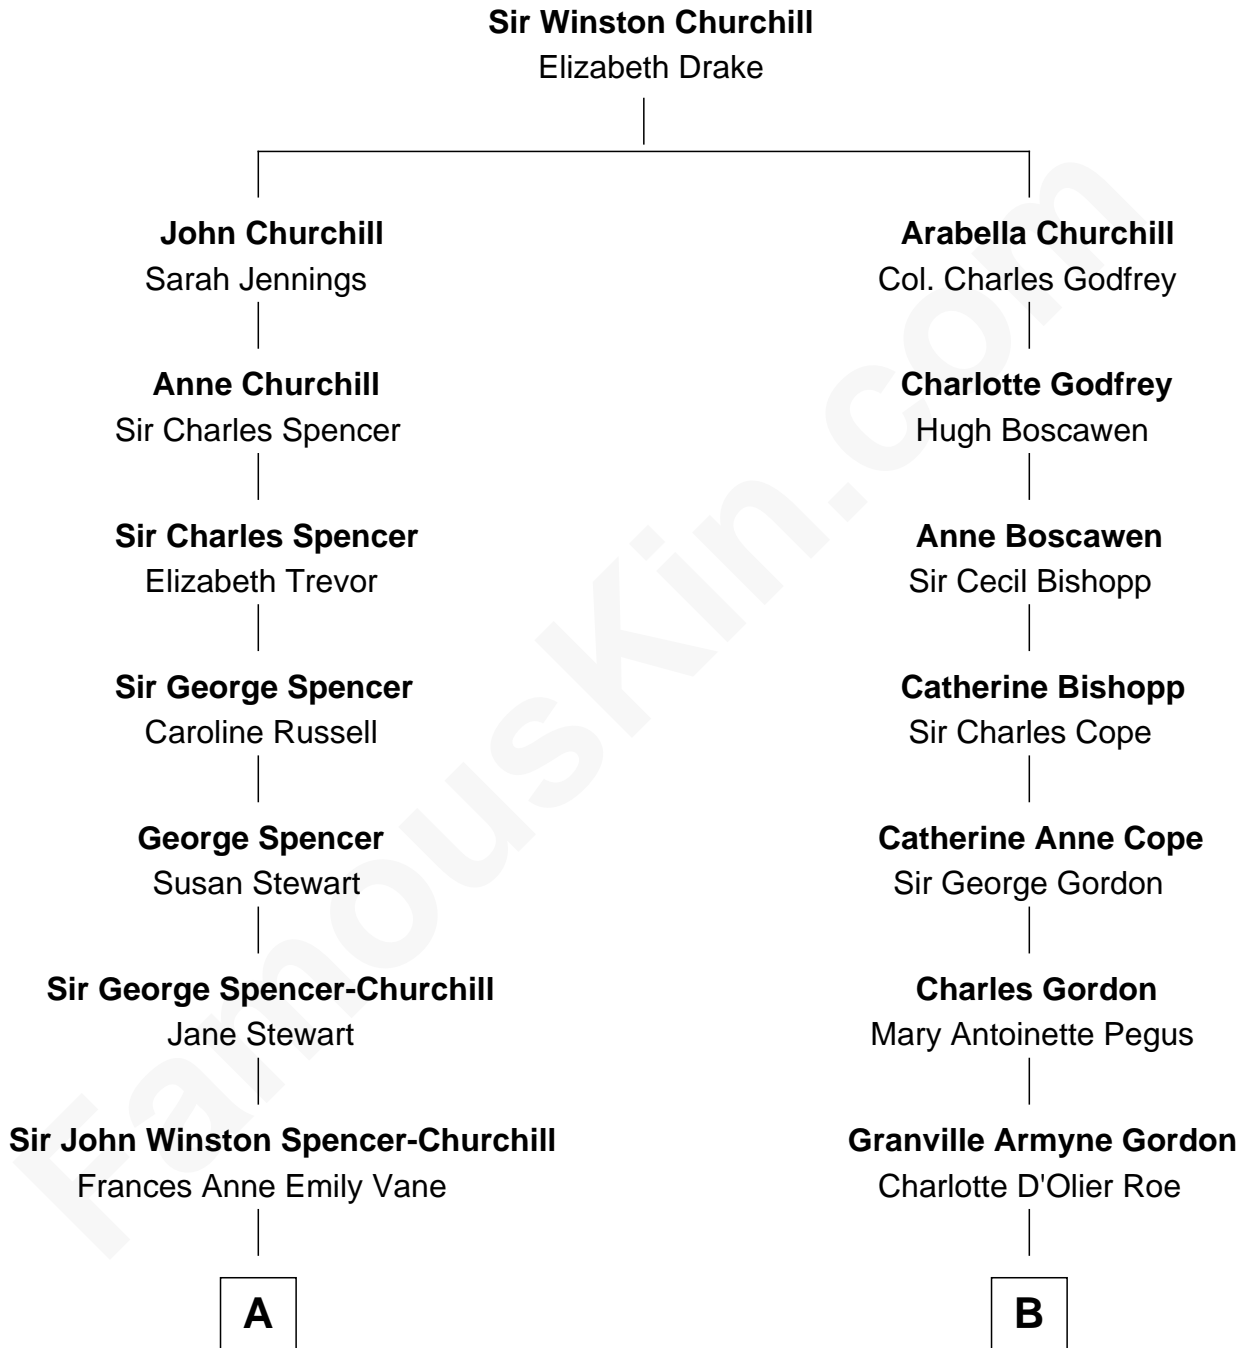 Sir Winston Churchill
Elizabeth Drake
John Churchill
Sarah Jennings
Anne Churchill
Sir Charles Spencer
Sir Charles Spencer
Elizabeth Trevor
Sir George Spencer
Caroline Russell
George Spencer
Susan Stewart
Sir George Spencer-Churchill
Jane Stewart
Sir John Winston Spencer-Churchill
Frances Anne Emily Vane
A
Arabella Churchill
Col. Charles Godfrey
Charlotte Godfrey
Hugh Boscawen
Anne Boscawen
Sir Cecil Bishopp
Catherine Bishopp
Sir Charles Cope
Catherine Anne Cope
Sir George Gordon
Charles Gordon
Mary Antoinette Pegus
Granville Armyne Gordon
Charlotte D'Olier Roe
B
FamousKin.com